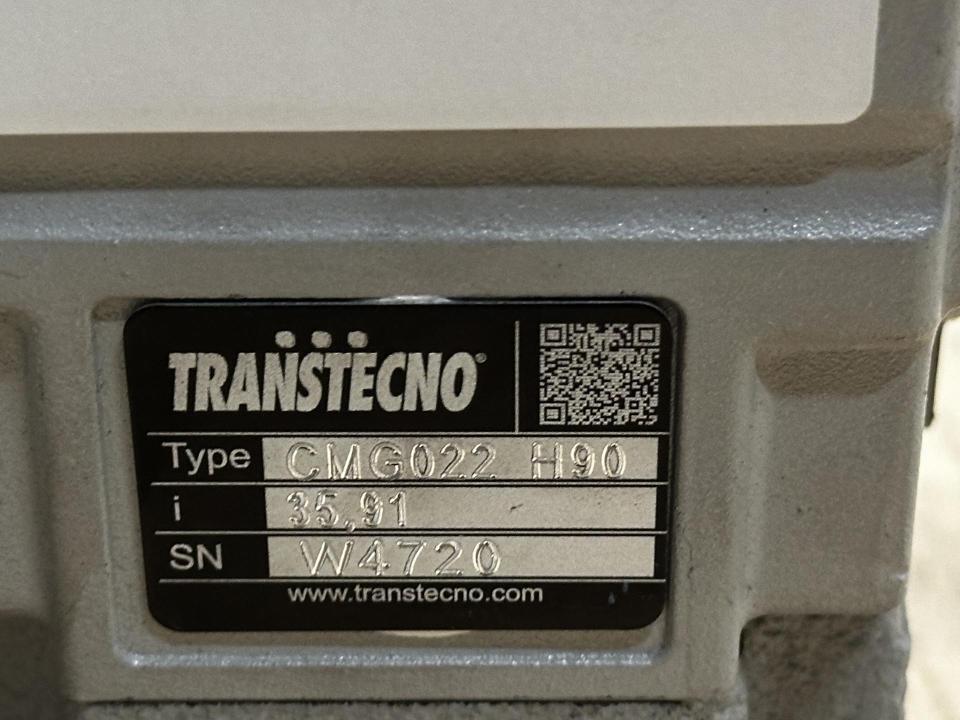 TRANSTECNO®
Type CMG022 H90
i 35,91
SN W4720
www.transtecno.com